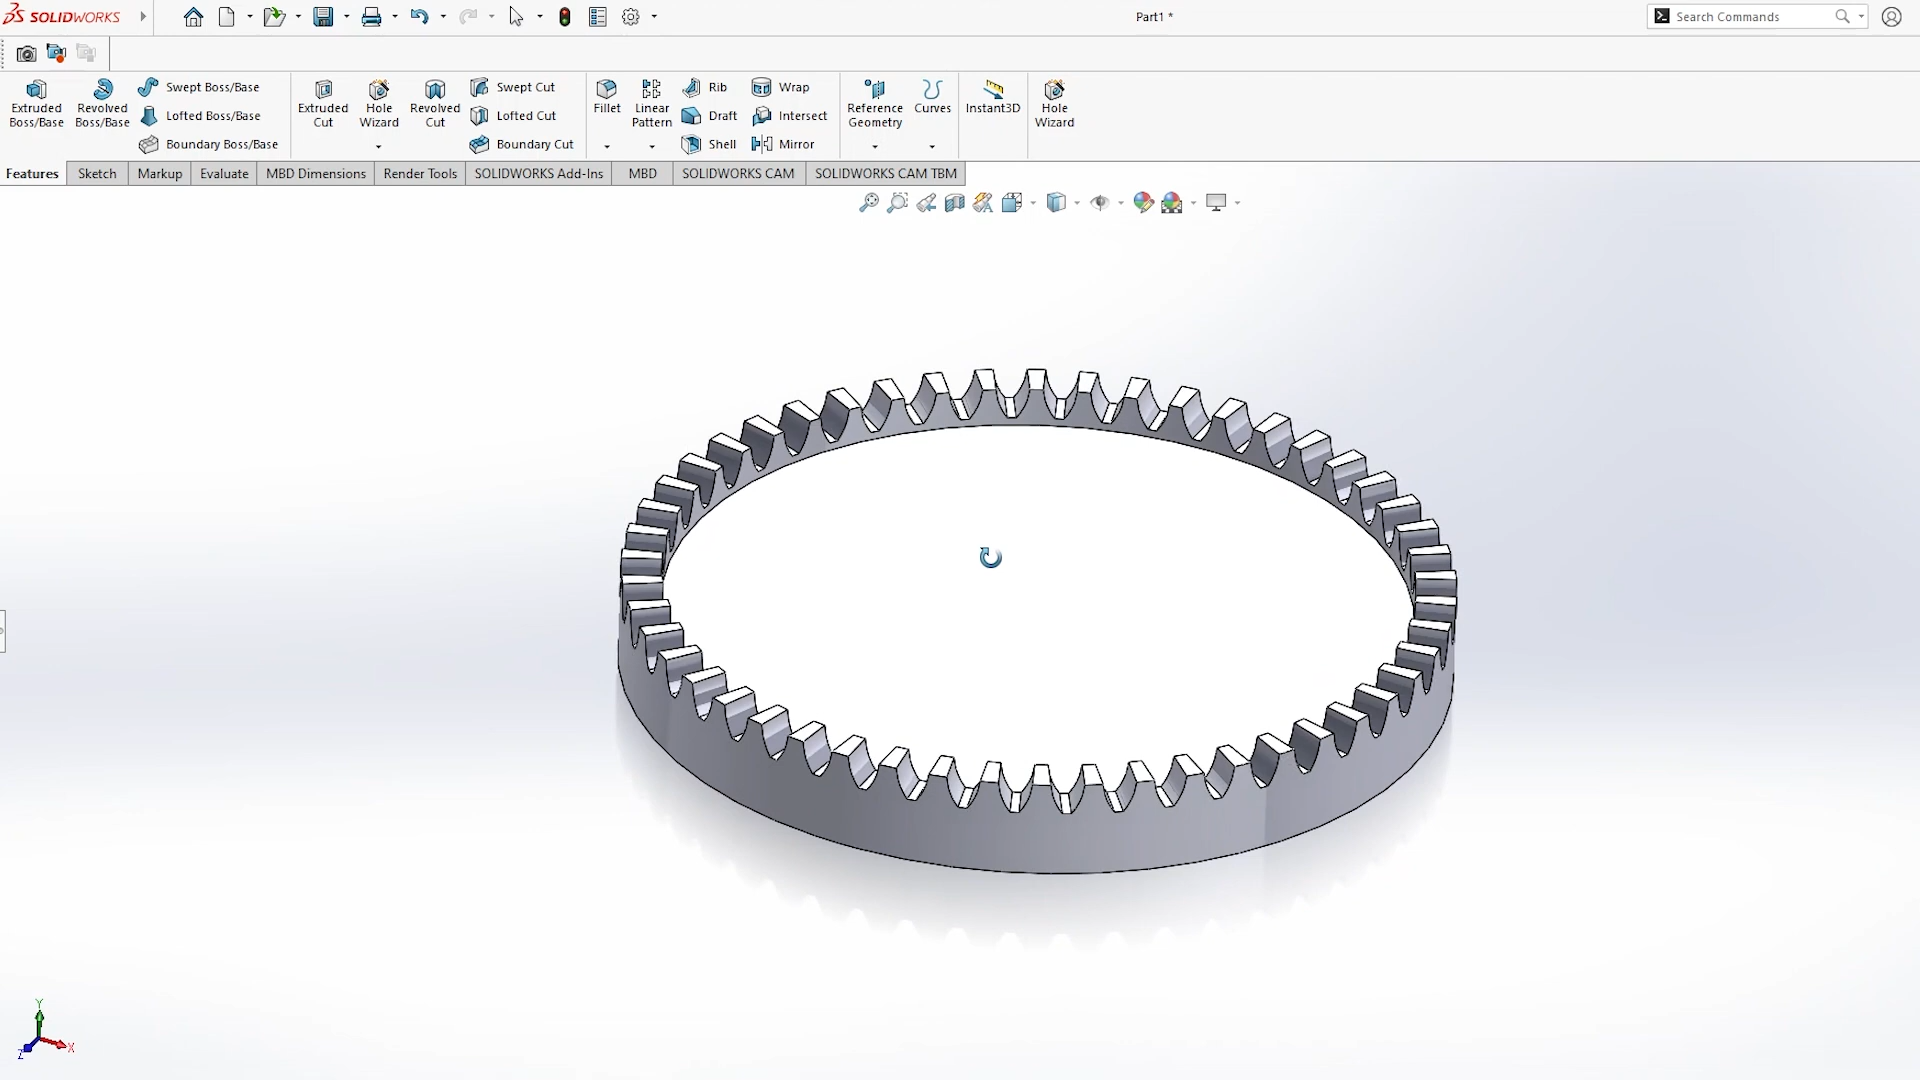 SOLIDWORKS
Part1 *
Search Commands
Extruded Boss/Base
Revolved Boss/Base
Swept Boss/Base
Lofted Boss/Base
Boundary Boss/Base
Extruded Cut
Hole Wizard
Revolved Cut
Swept Cut
Lofted Cut
Boundary Cut
Fillet
Linear Pattern
Rib
Draft
Shell
Wrap
Intersect
Mirror
Reference Geometry
Curves
Instant3D
Hole Wizard
Features
Sketch
Markup
Evaluate
MBD Dimensions
Render Tools
SOLIDWORKS Add-Ins
MBD
SOLIDWORKS CAM
SOLIDWORKS CAM TBM
Y
X
Z